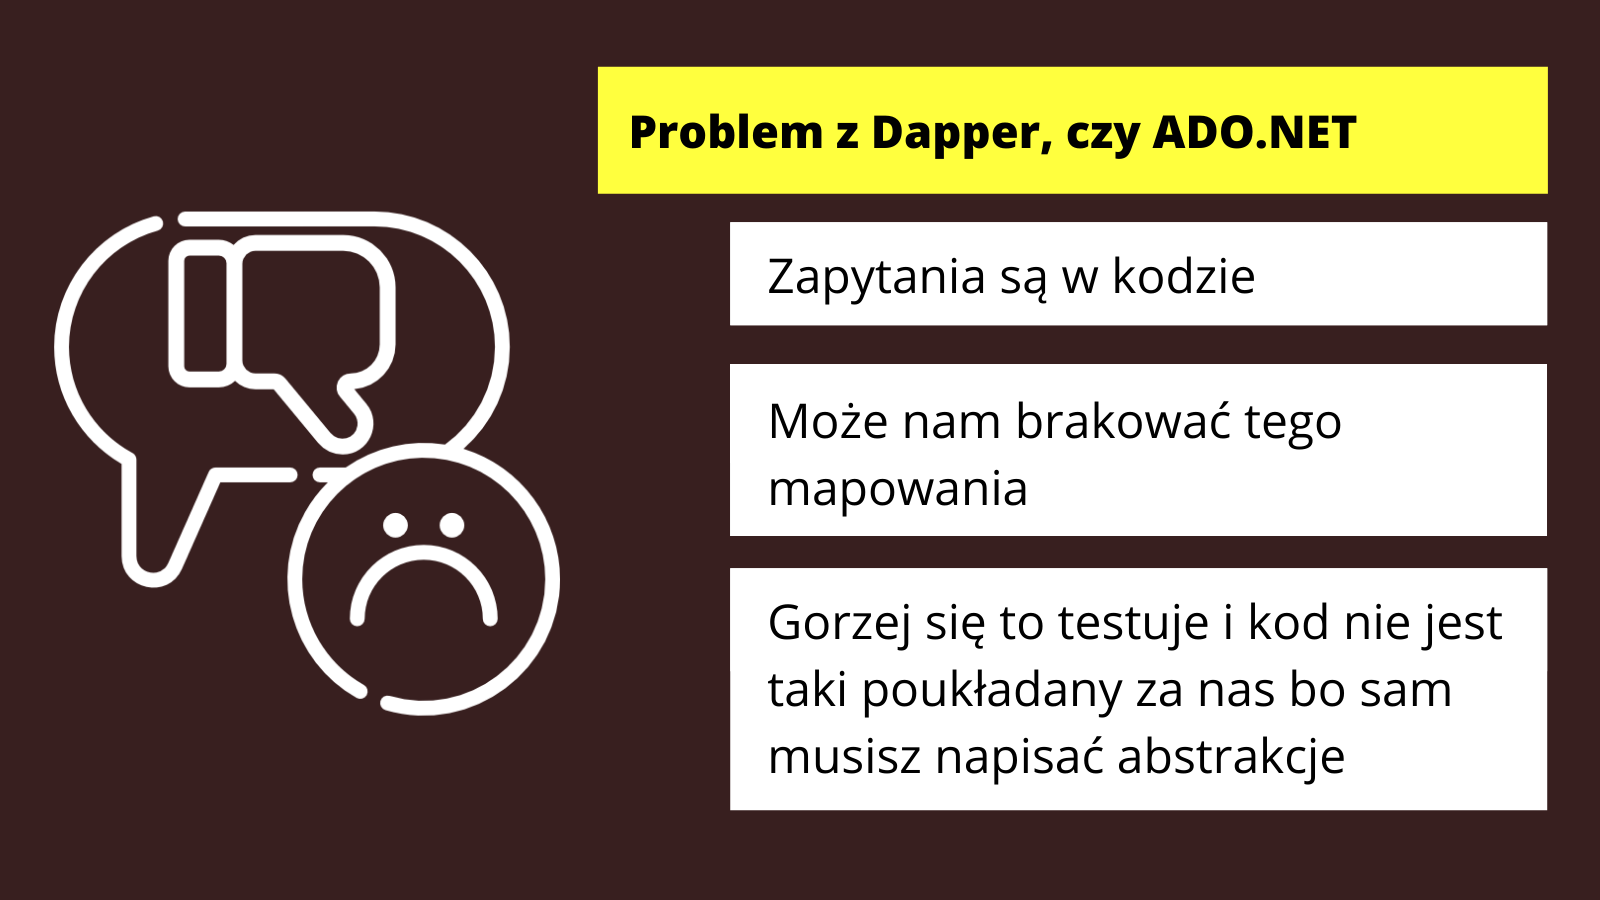 Problem z Dapper, czy ADO.NET
Zapytania są w kodzie
Może nam brakować tego
mapowania
Gorzej się to testuje i kod nie jest
taki poukładany za nas bo sam
musisz napisać abstrakcje